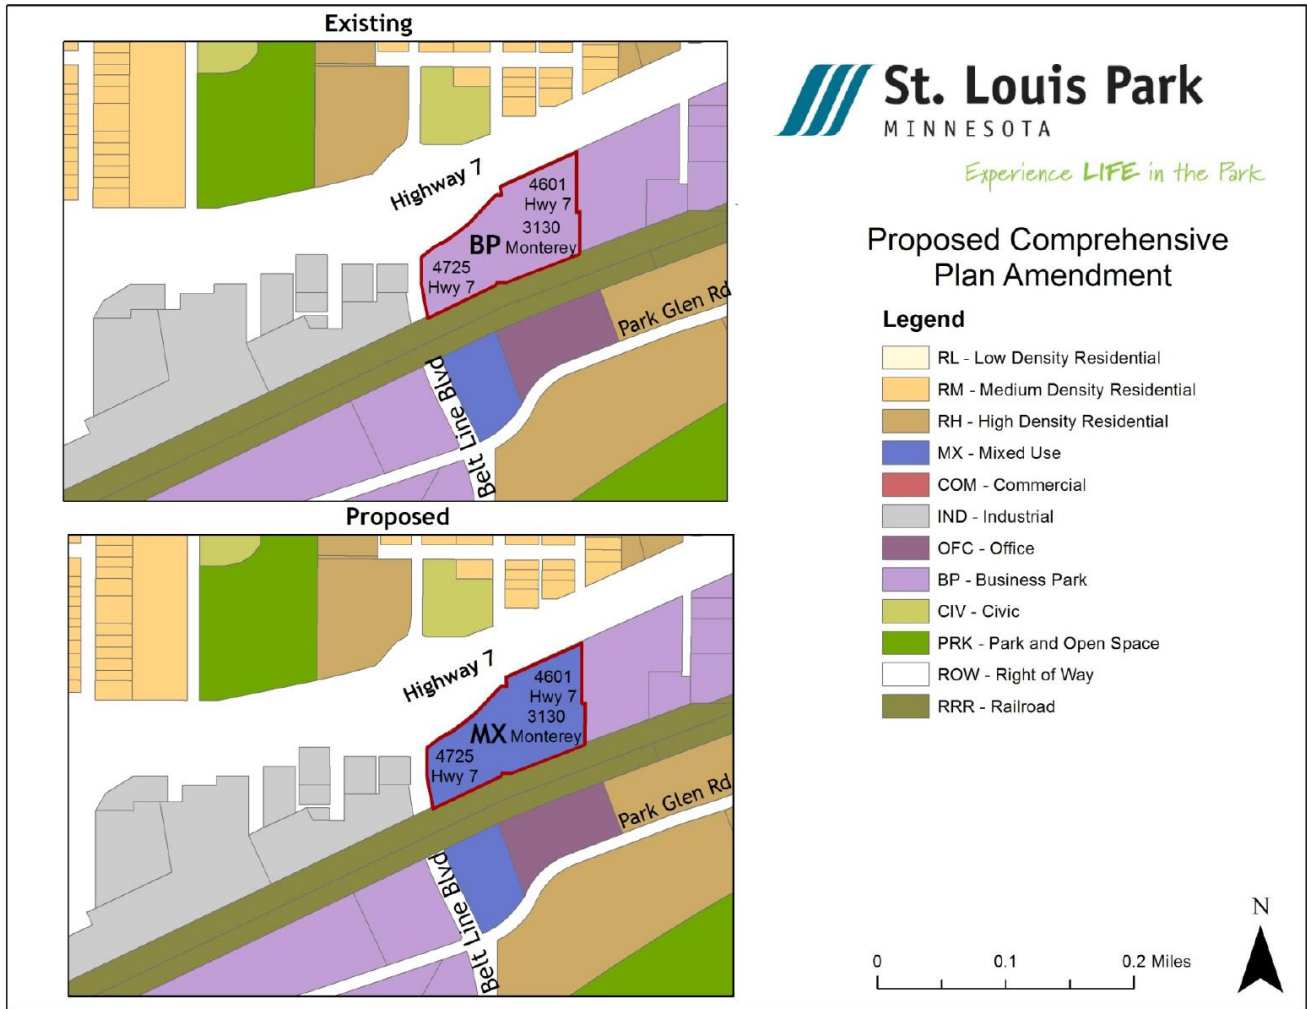 Existing
Highway 7
4601
Hwy 7
3130
BP Monterey
4725
Hwy 7
Park Glen Rd
Belt Line Blvd
Proposed
Highway 7
4601
Hwy 7
3130
MX Monterey
4725
Hwy 7
Park Glen Rd
Belt Line Blvd
St. Louis Park
MINNESOTA
Experience LIFE in the Park
Proposed Comprehensive
Plan Amendment
Legend
RL - Low Density Residential
RM - Medium Density Residential
RH - High Density Residential
MX - Mixed Use
COM - Commercial
IND - Industrial
OFC - Office
BP - Business Park
CIV - Civic
PRK - Park and Open Space
ROW - Right of Way
RRR - Railroad
N
0 0.1 0.2 Miles